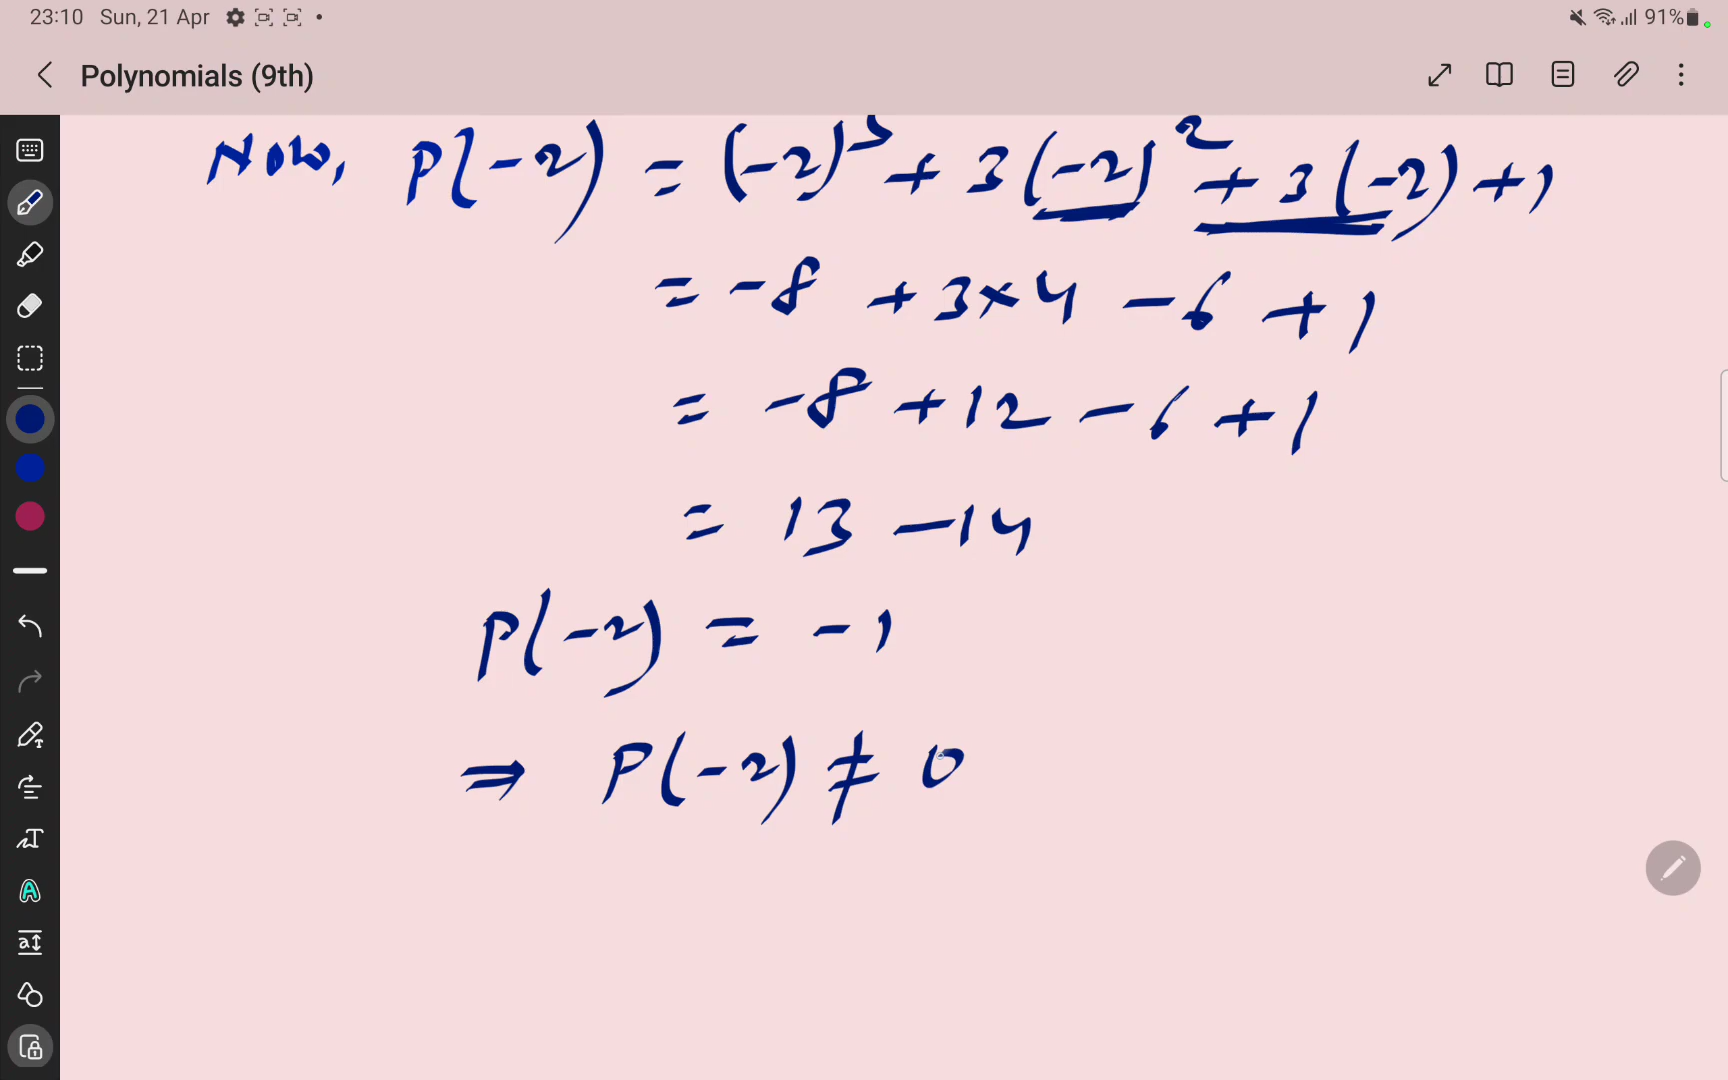 23:10 Sun, 21 Apr 91%
Polynomials (9th)
Now, P(-2) = (-2)³ + 3(-2)² + 3(-2) + 1
= -8 + 3×4 - 6 + 1
= -8 + 12 - 6 + 1
= 13 - 14
P(-2) = -1
⇒ P(-2) ≠ 0